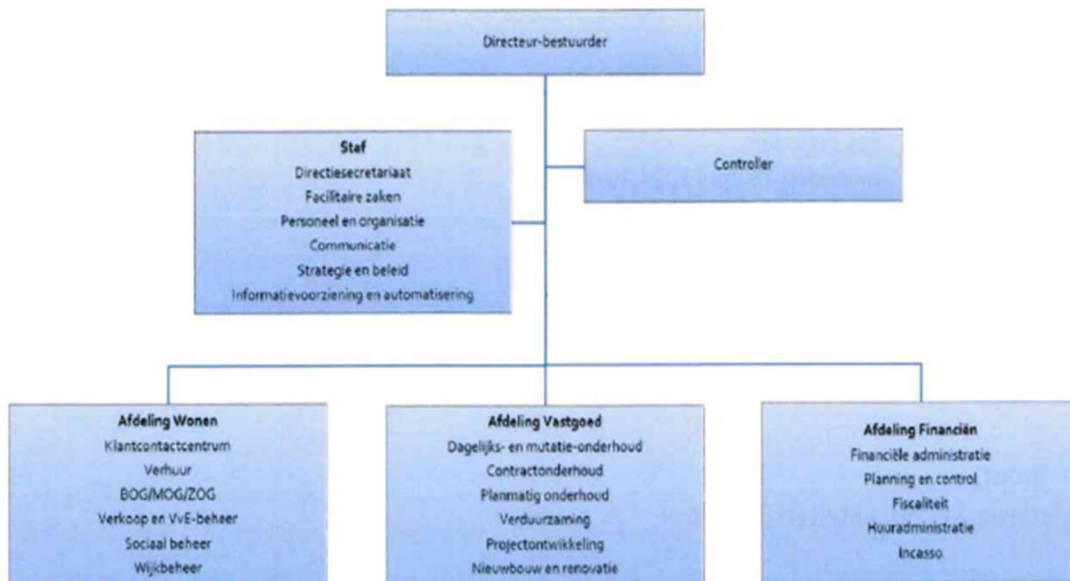 Directeur-bestuurder
Staf
Directiesecretariaat
Facilitaire zaken
Personeel en organisatie
Communicatie
Strategie en beleid
Informatievoorziening en automatisering
Controller
Afdeling Wonen
Klantcontactcentrum
Verhuur
BOG/MOG/ZOG
Verkoop en VvE-beheer
Sociaal beheer
Wijkbeheer
Afdeling Vastgoed
Dagelijks- en mutatie-onderhoud
Contractonderhoud
Planmatig onderhoud
Verduurzaming
Projectontwikkeling
Nieuwbouw en renovatie
Afdeling Financiën
Financiële administratie
Planning en control
Fiscaliteit
Huuradministratie
Incasso